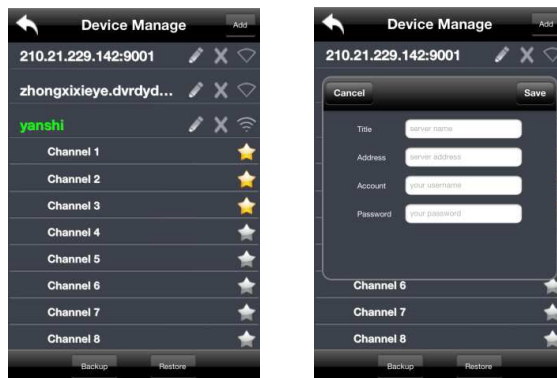 Device Manage Add
210.21.229.142:9001
zhongxixieye.dvrdyd...
yanshi
Channel 1
Channel 2
Channel 3
Channel 4
Channel 5
Channel 6
Channel 7
Channel 8
Backup Restore
Device Manage Add
210.21.229.142:9001
Cancel Save
Title server name
Address server address
Account your username
Password your password
Channel 6
Channel 7
Channel 8
Backup Restore